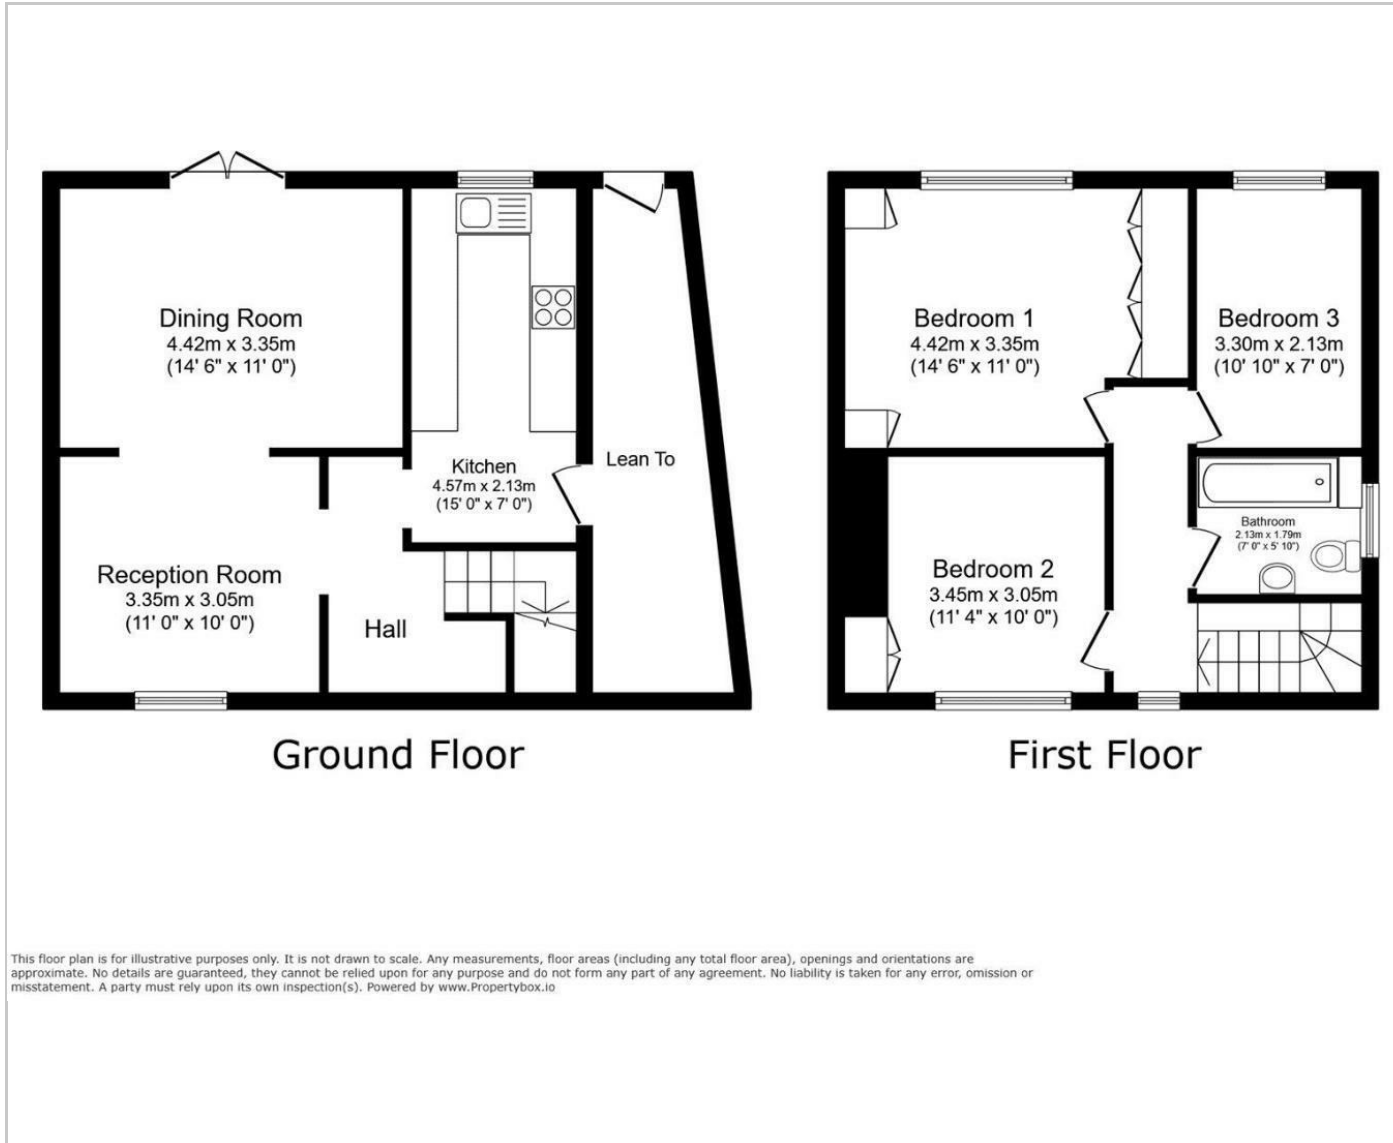 Dining Room
4.42m x 3.35m
(14' 6" x 11' 0")
Kitchen
4.57m x 2.13m
(15' 0" x 7' 0")
Lean To
Reception Room
3.35m x 3.05m
(11' 0" x 10' 0")
Hall
Ground Floor
Bedroom 1
4.42m x 3.35m
(14' 6" x 11' 0")
Bedroom 3
3.30m x 2.13m
(10' 10" x 7' 0")
Bathroom
2.13m x 1.79m
(7' 0" x 5' 10")
Bedroom 2
3.45m x 3.05m
(11' 4" x 10' 0")
First Floor
This floor plan is for illustrative purposes only. It is not drawn to scale. Any measurements, floor areas (including any total floor area), openings and orientations are
approximate. No details are guaranteed, they cannot be relied upon for any purpose and do not form any part of any agreement. No liability is taken for any error, omission or
misstatement. A party must rely upon its own inspection(s). Powered by www.Propertybox.io